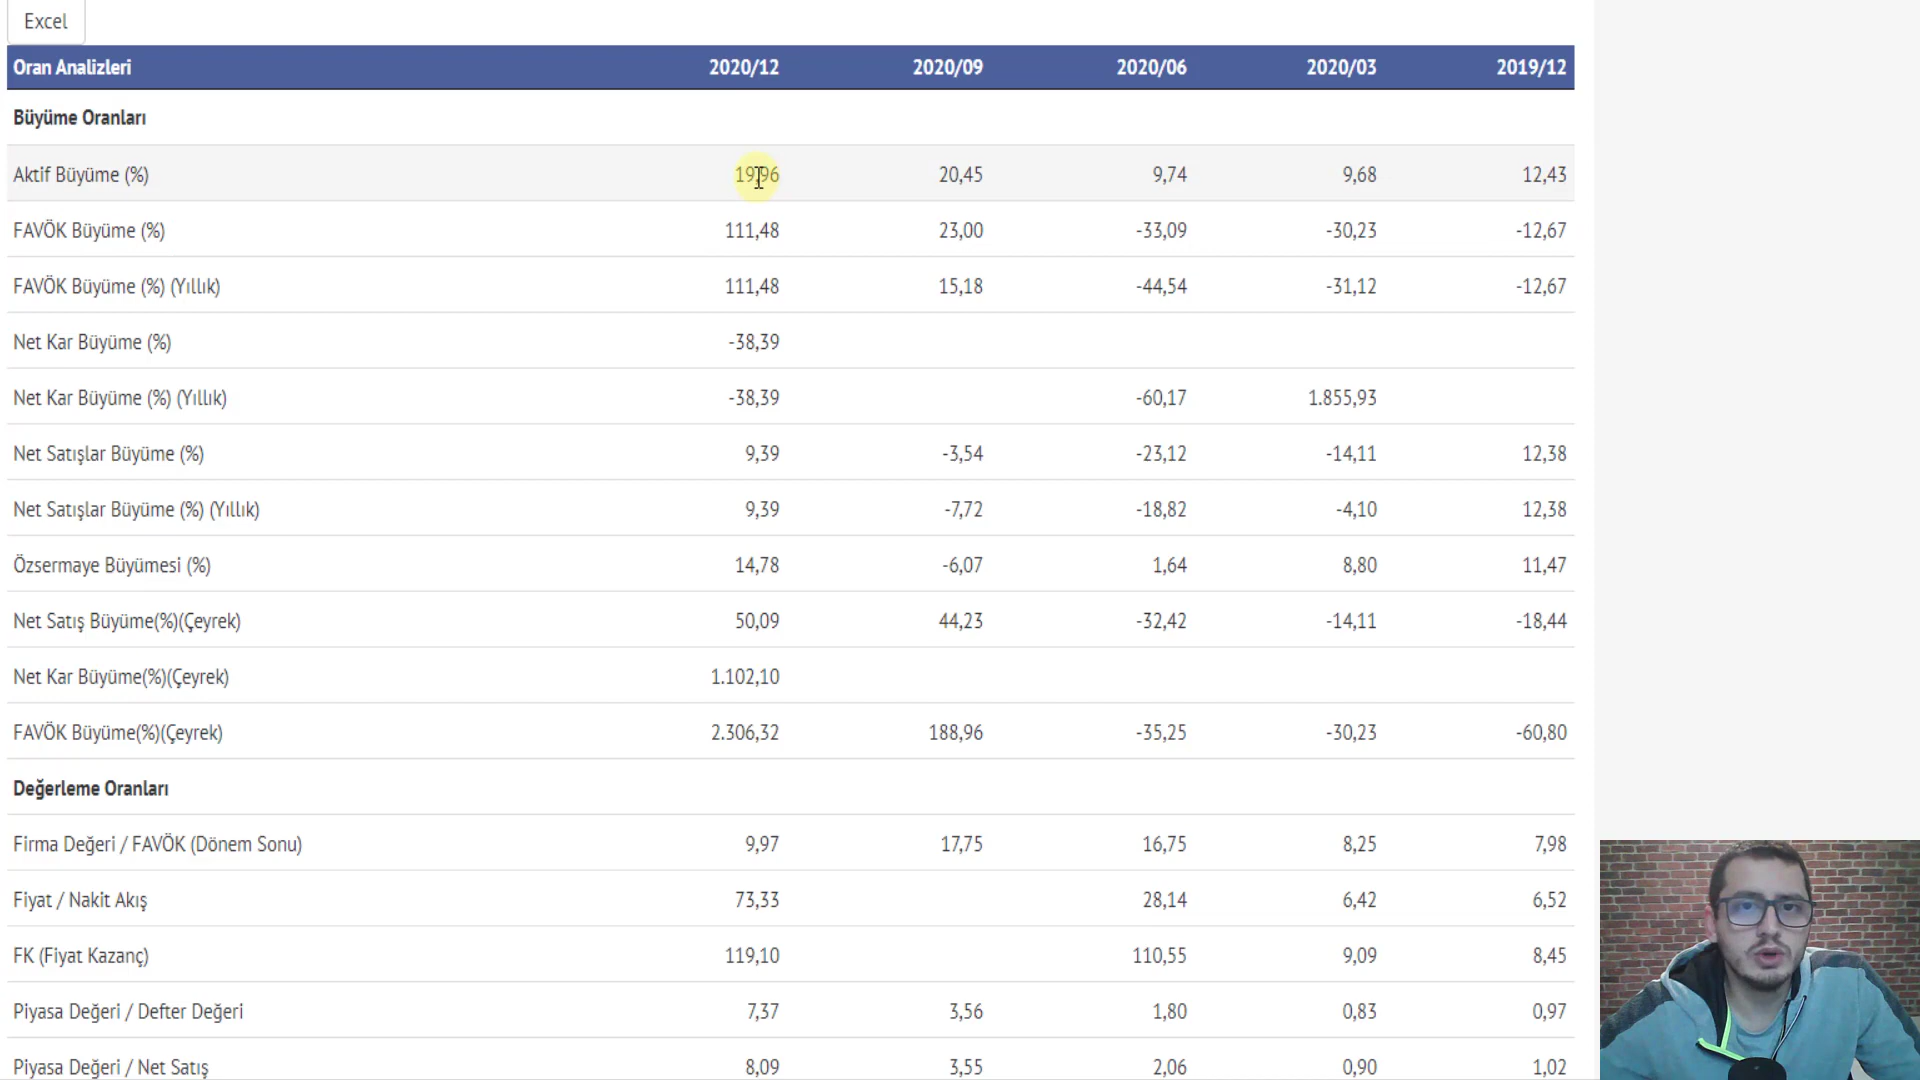 Excel
Oran Analizleri 2020/12 2020/09 2020/06 2020/03 2019/12
Büyüme Oranları
Aktif Büyüme (%) 19,96 20,45 9,74 9,68 12,43
FAVÖK Büyüme (%) 111,48 23,00 -33,09 -30,23 -12,67
FAVÖK Büyüme (%) (Yıllık) 111,48 15,18 -44,54 -31,12 -12,67
Net Kar Büyüme (%) -38,39
Net Kar Büyüme (%) (Yıllık) -38,39 -60,17 1.855,93
Net Satışlar Büyüme (%) 9,39 -3,54 -23,12 -14,11 12,38
Net Satışlar Büyüme (%) (Yıllık) 9,39 -7,72 -18,82 -4,10 12,38
Özsermaye Büyümesi (%) 14,78 -6,07 1,64 8,80 11,47
Net Satış Büyüme(%)(Çeyrek) 50,09 44,23 -32,42 -14,11 -18,44
Net Kar Büyüme(%)(Çeyrek) 1.102,10
FAVÖK Büyüme(%)(Çeyrek) 2.306,32 188,96 -35,25 -30,23 -60,80
Değerleme Oranları
Firma Değeri / FAVÖK (Dönem Sonu) 9,97 17,75 16,75 8,25 7,98
Fiyat / Nakit Akış 73,33 28,14 6,42 6,52
FK (Fiyat Kazanç) 119,10 110,55 9,09 8,45
Piyasa Değeri / Defter Değeri 7,37 3,56 1,80 0,83 0,97
Piyasa Değeri / Net Satış 8,09 3,55 2,06 0,90 1,02